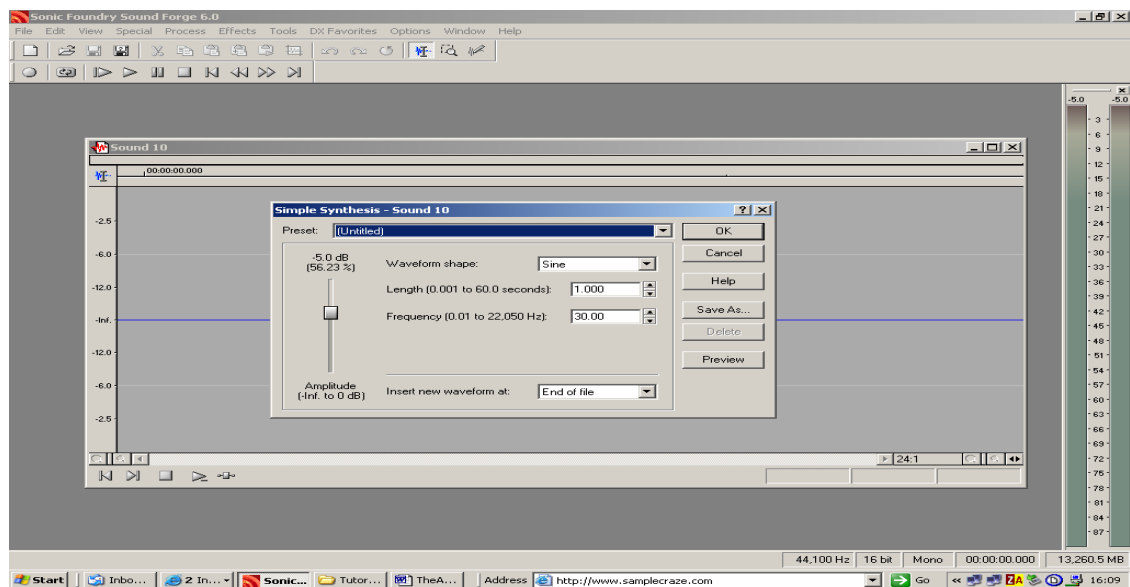 Sonic Foundry Sound Forge 6.0
File Edit View Special Process Effects Tools DX Favorites Options Window Help
-5.0 -5.0
Sound 10
00:00:00.000
Simple Synthesis - Sound 10
Preset: (Untitled) OK
-5.0 dB
(56.23 %)
Waveform shape: Sine
Cancel
Length (0.001 to 60.0 seconds): 1.000
Help
Frequency (0.01 to 22,050 Hz): 30.00
Save As...
Delete
Preview
Amplitude
(-Inf. to 0 dB)
Insert new waveform at: End of file
-2.5
-6.0
-12.0
-Inf.
-12.0
-6.0
-2.5
24:1
- 3 -
- 6 -
- 9 -
- 12 -
- 15 -
- 18 -
- 21 -
- 24 -
- 27 -
- 30 -
- 33 -
- 36 -
- 39 -
- 42 -
- 45 -
- 48 -
- 51 -
- 54 -
- 57 -
- 60 -
- 63 -
- 66 -
- 69 -
- 72 -
- 75 -
- 78 -
- 81 -
- 84 -
- 87 -
44,100 Hz 16 bit Mono 00:00:00.000 13,260.5 MB
Start Inbo... 2 In... Sonic... Tutor... TheA... Address http://www.samplecraze.com Go « ZA 16:09